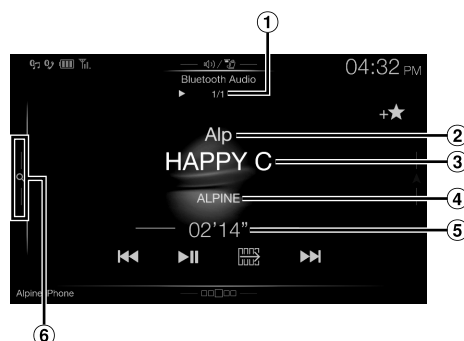 ①
04:32 PM
Bluetooth Audio
1/1
Alp ②
HAPPY C ③
ALPINE ④
02'14" ⑤
Alpine Phone
⑥